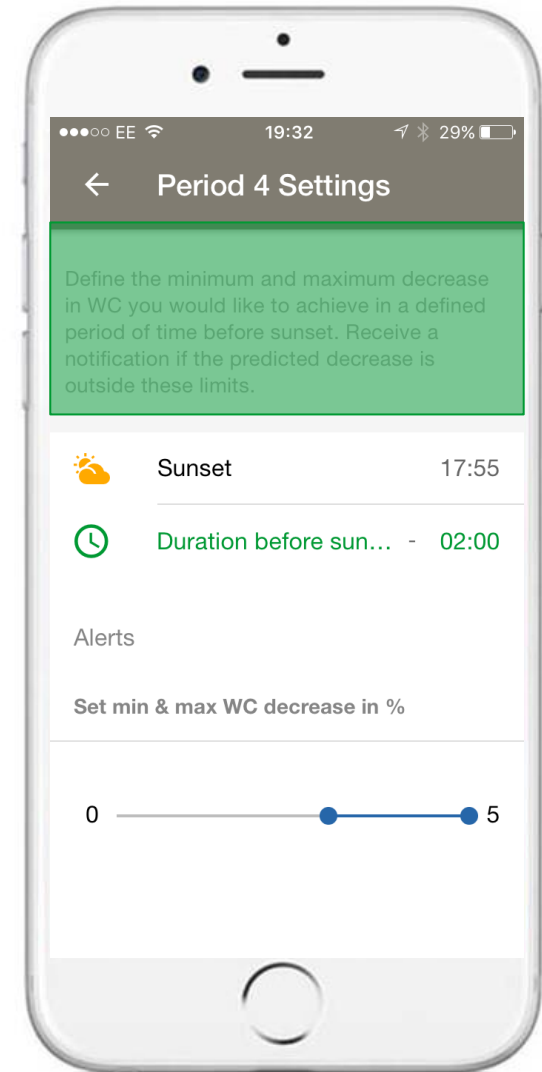 EE 19:32 29%
Period 4 Settings
Define the minimum and maximum decrease
in WC you would like to achieve in a defined
period of time before sunset. Receive a
notification if the predicted decrease is
outside these limits.
Sunset 17:55
Duration before sun... - 02:00
Alerts
Set min & max WC decrease in %
0 5